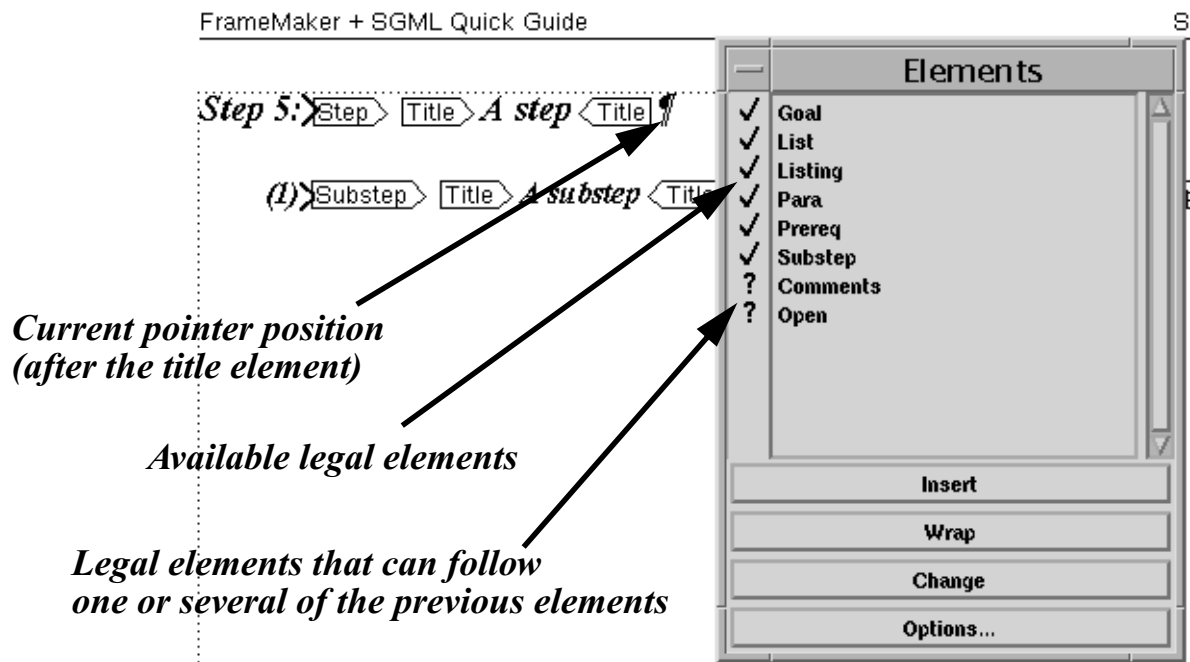 FrameMaker + SGML Quick Guide S
Step 5: Step Title A step Title ¶
(1) Substep Title A substep Title
Current pointer position
(after the title element)
Available legal elements
Legal elements that can follow
one or several of the previous elements
Elements
✓ Goal
✓ List
✓ Listing
✓ Para
✓ Prereq
✓ Substep
? Comments
? Open
Insert
Wrap
Change
Options...